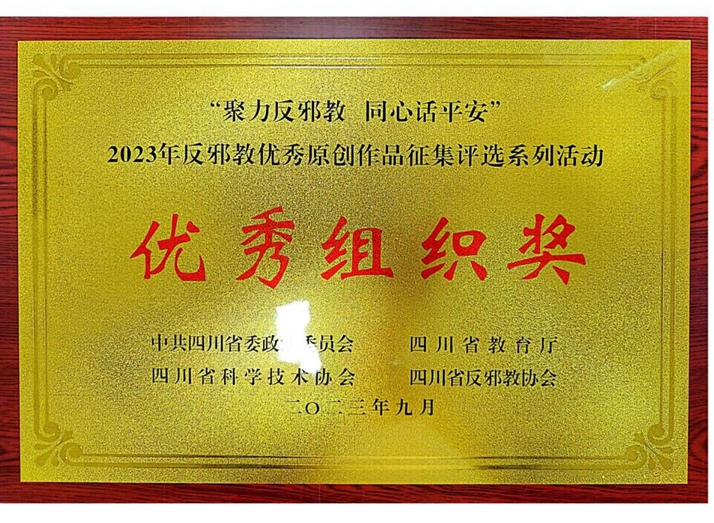 “聚力反邪教 同心话平安”
2023年反邪教优秀原创作品征集评选系列活动
优秀组织奖
中共四川省委政 委员会 四川省教育厅
四川省科学技术协会 四川省反邪教协会
二〇二三年九月